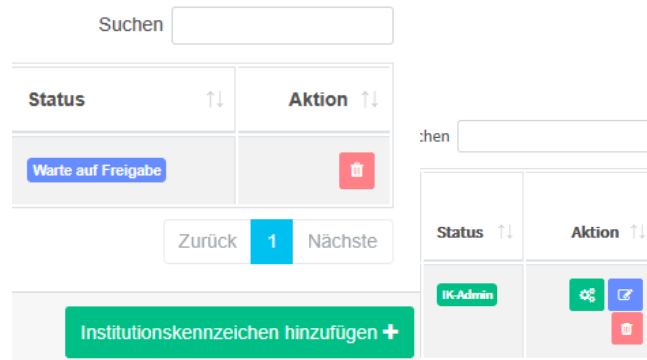 Suchen
Status Aktion
Warte auf Freigabe
Zurück 1 Nächste
Institutionskennzeichen hinzufügen +
chen
Status Aktion
IK-Admin